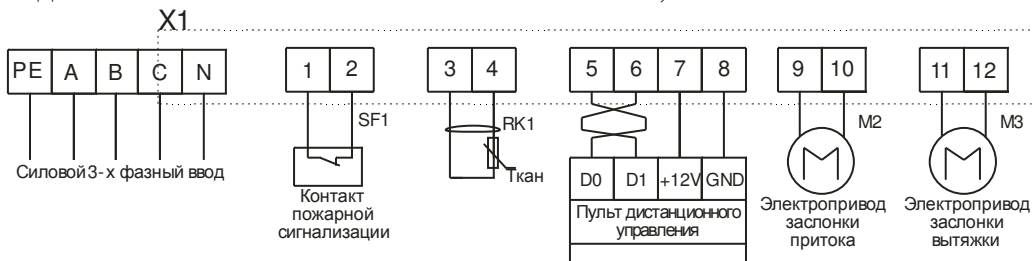 X1
PE A B C N 1 2 3 4 5 6 7 8 9 10 11 12
SF1 RK1 M2 M3
Силовой 3-х фазный ввод
Ткан
D0 D1 +12V GND
Контакт
пожарной
сигнализации
Пульт дистанционного
управления
Электропривод
заслонки
притока
Электропривод
заслонки
вытяжки